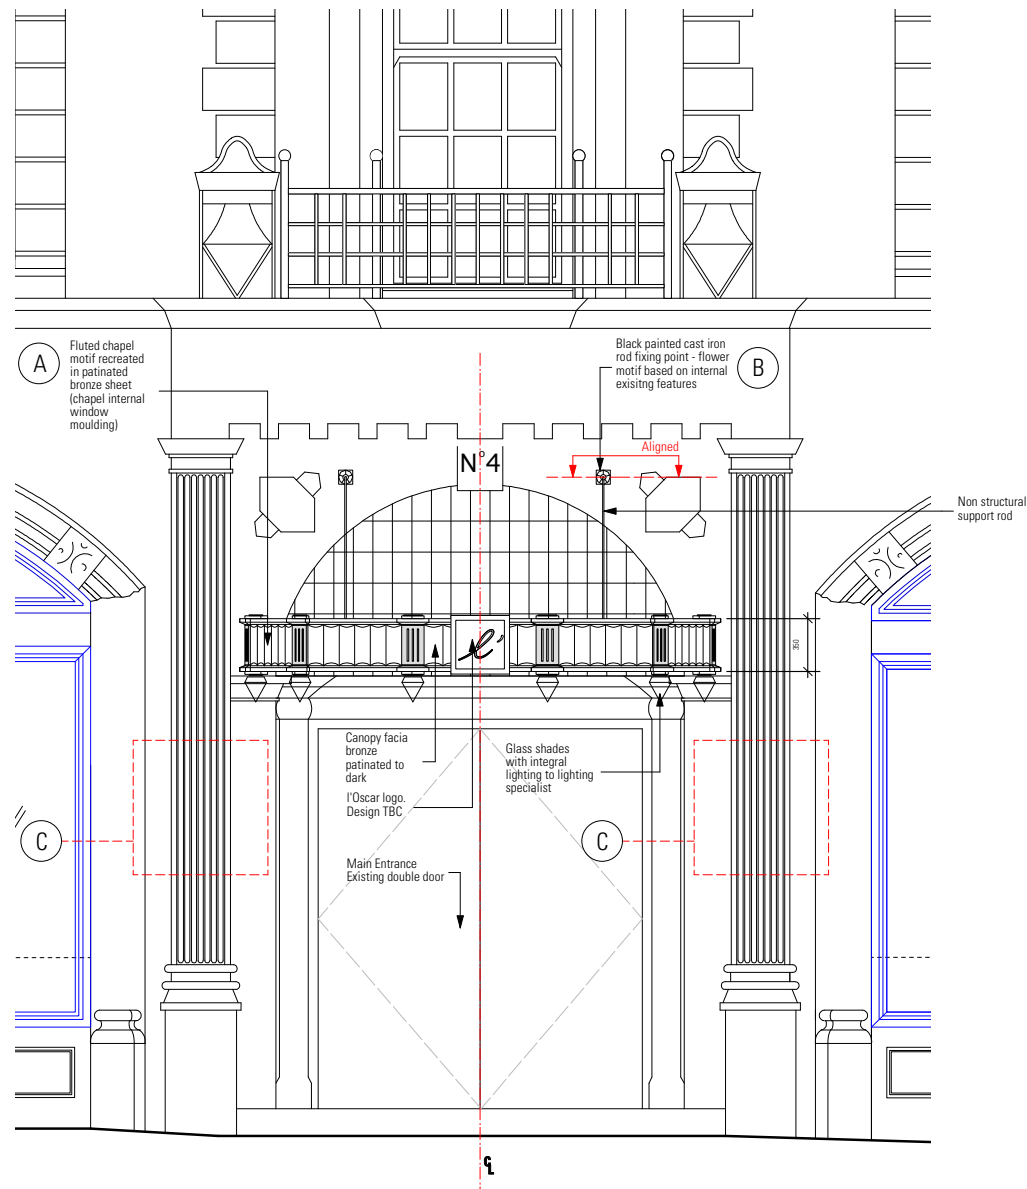 A
Fluted chapel
motif recreated
in patinated
bronze sheet
(chapel internal
window
moulding)
Black painted cast iron
rod fixing point - flower
motif based on internal
exisitng features
B
Aligned
N°4
Non structural
support rod
350
l'
Canopy facia
bronze
patinated to
dark
l'Oscar logo.
Design TBC
Glass shades
with integral
lighting to lighting
specialist
C
C
Main Entrance
Existing double door
CL